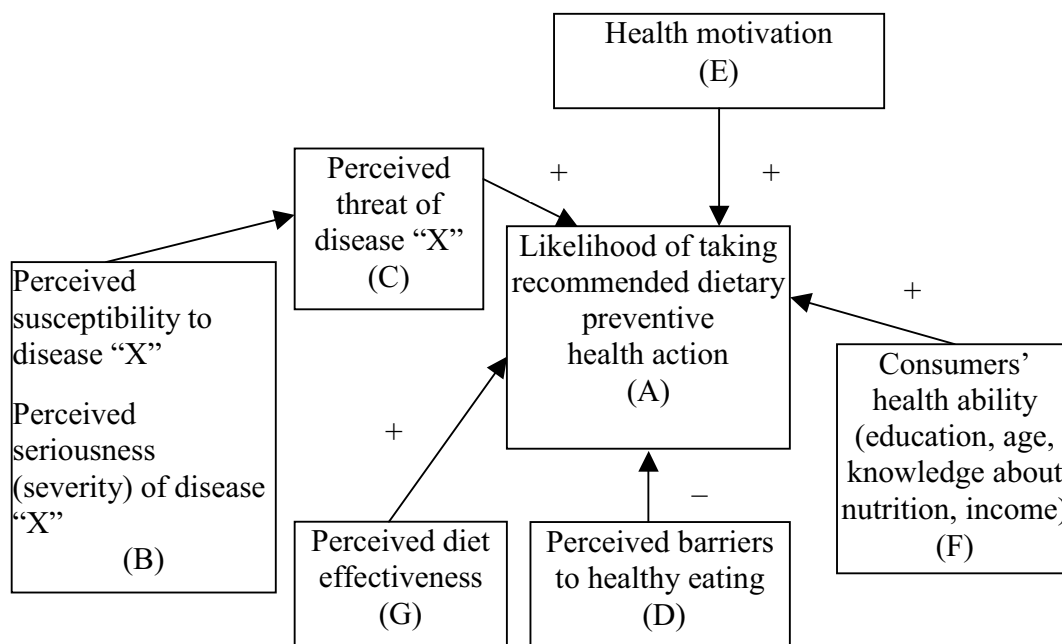 Health motivation
(E)
+
+
Perceived
threat of
disease “X”
(C)
Likelihood of taking
recommended dietary
preventive
health action
(A)
+
Perceived
susceptibility to
disease “X”
Perceived
seriousness
(severity) of disease
“X”
(B)
Consumers’
health ability
(education, age,
knowledge about
nutrition, income)
(F)
+
−
Perceived diet
effectiveness
(G)
Perceived barriers
to healthy eating
(D)